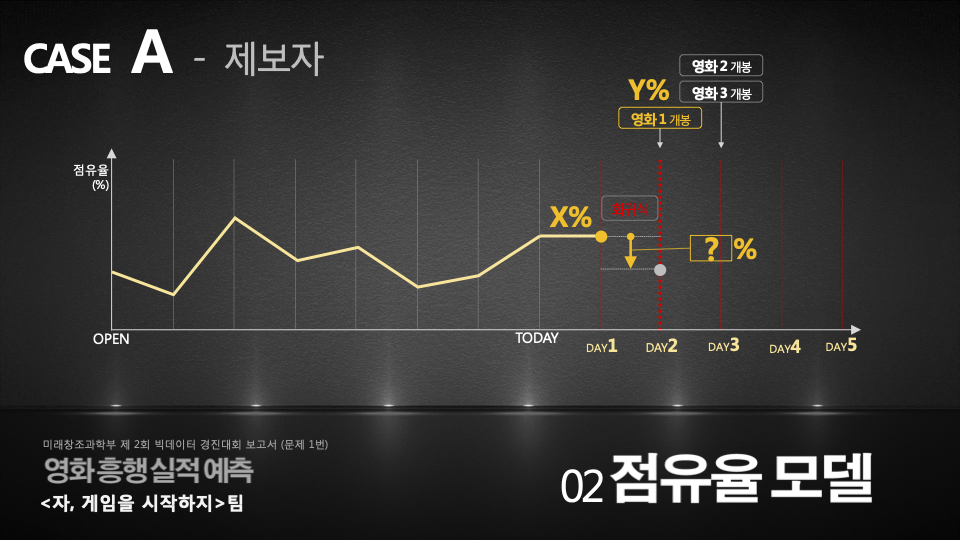 CASE A - 제보자
영화 2 개봉
Y%
영화 3 개봉
영화 1 개봉
점유율
(%)
X%
회귀식
? %
OPEN
TODAY
DAY1
DAY2
DAY3
DAY4
DAY5
미래창조과학부 제 2회 빅데이터 경진대회 보고서 (문제 1번)
영화 흥행 실적 예측
<자, 게임을 시작하지>팀
02 점유율 모델